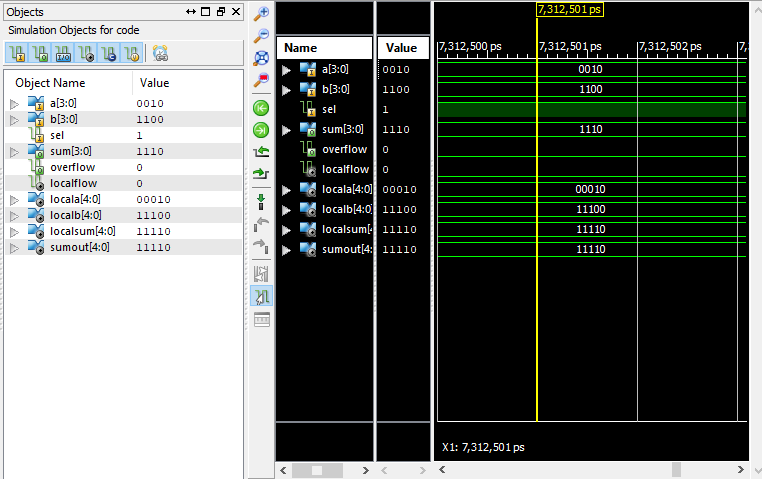 Objects
Simulation Objects for code
Object Name Value
a[3:0] 0010
b[3:0] 1100
sel 1
sum[3:0] 1110
overflow 0
localflow 0
locala[4:0] 00010
localb[4:0] 11100
localsum[4:0] 11110
sumout[4:0] 11110
Name Value
a[3:0] 0010
b[3:0] 1100
sel 1
sum[3:0] 1110
overflow 0
localflow 0
locala[4:0] 00010
localb[4:0] 11100
localsum[4 11110
sumout[4: 11110
7,312,501 ps
7,312,500 ps 7,312,501 ps 7,312,502 ps 7,
0010
1100
1110
00010
11100
11110
11110
X1: 7,312,501 ps